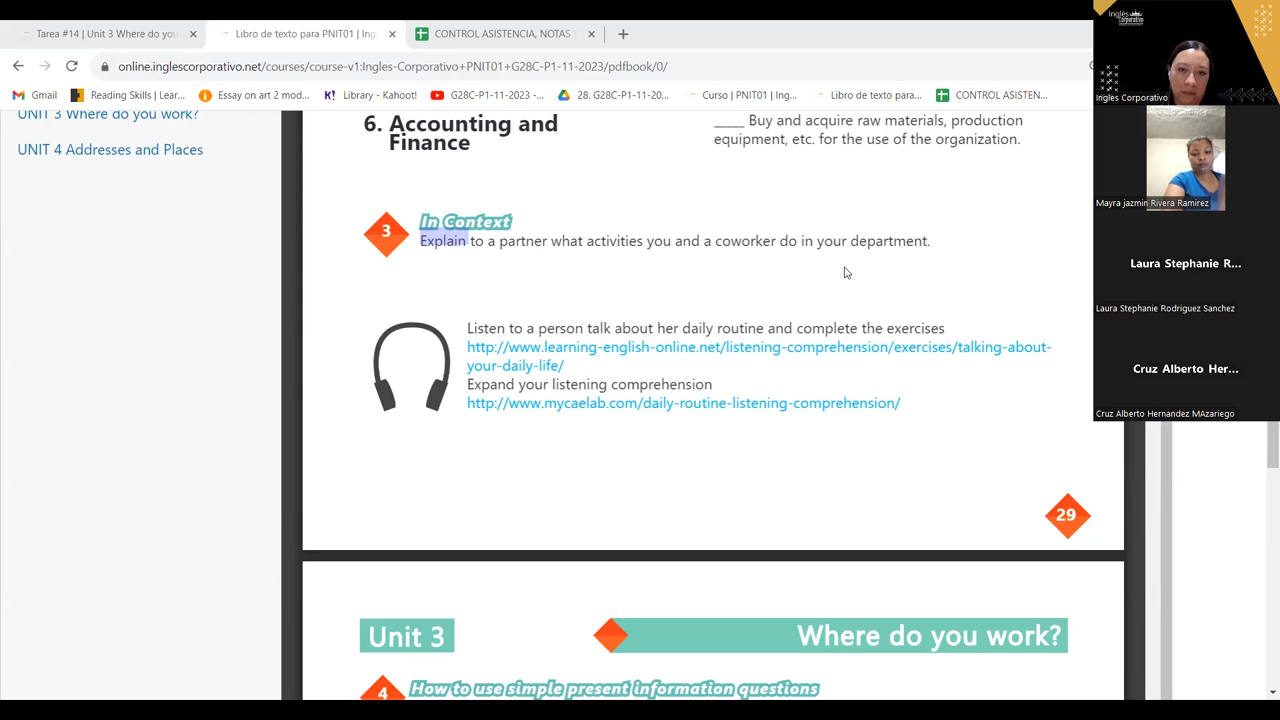 Tarea #14 | Unit 3 Where do you
Libro de texto para PNIT01 | Ing
CONTROL ASISTENCIA, NOTAS
online.inglescorporativo.net/courses/course-v1:Ingles-Corporativo+PNIT01+G28C-P1-11-2023/pdfbook/0/
Gmail
Reading Skills | Lear...
Essay on art 2 mod...
Library - Kahoot!
G28C-P1-11-2023 -...
28. G28C-P1-11-20...
Curso | PNIT01 | Ing...
Libro de texto para...
CONTROL ASISTEN...
UNIT 3 Where do you work?
UNIT 4 Addresses and Places
6. Accounting and
Finance
_____ Buy and acquire raw materials, production
equipment, etc. for the use of the organization.
3
In Context
Explain to a partner what activities you and a coworker do in your department.
Listen to a person talk about her daily routine and complete the exercises
http://www.learning-english-online.net/listening-comprehension/exercises/talking-about-
your-daily-life/
Expand your listening comprehension
http://www.mycaelab.com/daily-routine-listening-comprehension/
29
Unit 3
Where do you work?
4
How to use simple present information questions
Inglés
Corporativo
Ingles Corporativo
Mayra jazmin Rivera Ramirez
Laura Stephanie R...
Laura Stephanie Rodriguez Sanchez
Cruz Alberto Her...
Cruz Alberto Hernandez MAzariego